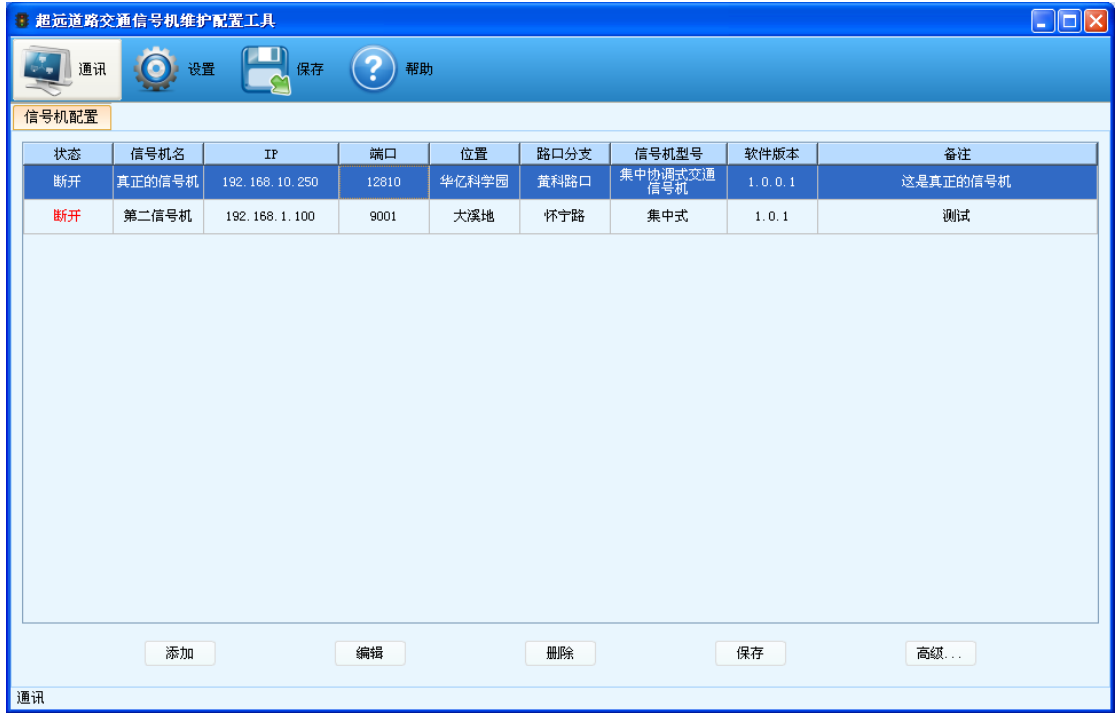 超远道路交通信号机维护配置工具
通讯 设置 保存 帮助
信号机配置
状态 信号机名 IP 端口 位置 路口分支 信号机型号 软件版本 备注
断开 真正的信号机 192.168.10.250 12810 华亿科学园 黄科路口 集中协调式交通信号机 1.0.0.1 这是真正的信号机
断开 第二信号机 192.168.1.100 9001 大溪地 怀宁路 集中式 1.0.1 测试
添加 编辑 删除 保存 高级...
通讯